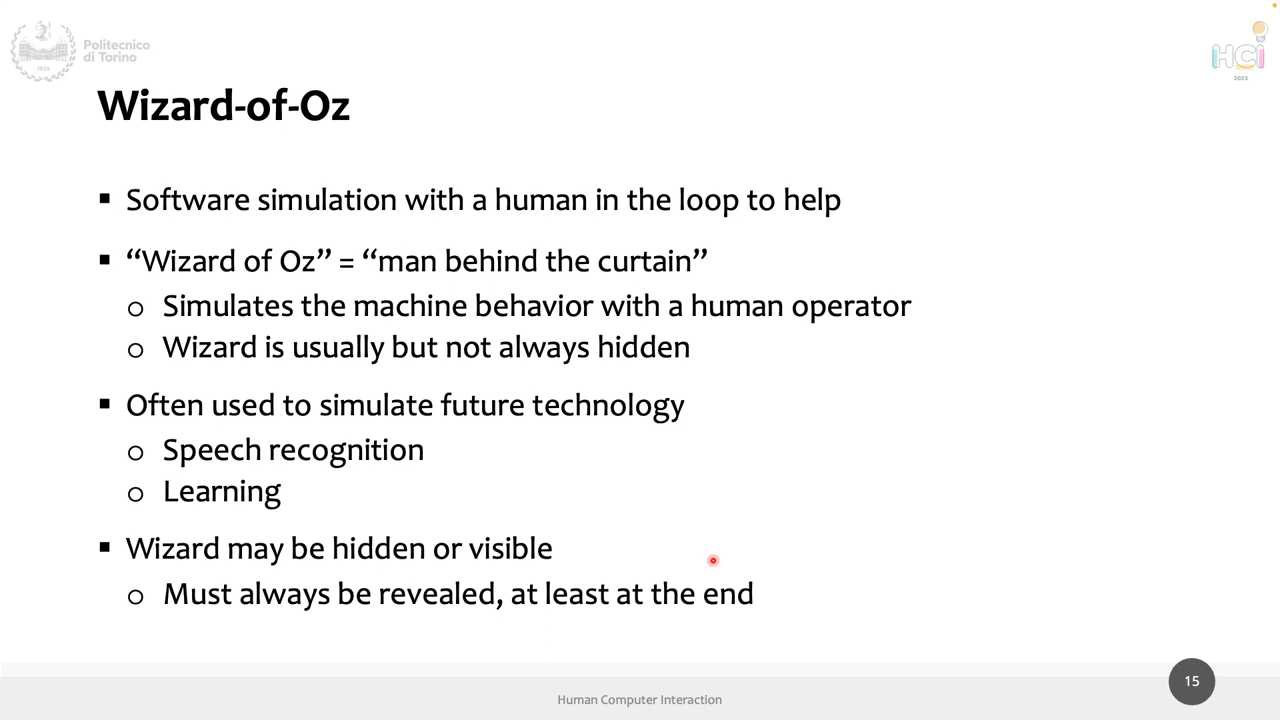 Politecnico
di Torino
1859
HCI
2023
Wizard-of-Oz
▪ Software simulation with a human in the loop to help
▪ “Wizard of Oz” = “man behind the curtain”
o Simulates the machine behavior with a human operator
o Wizard is usually but not always hidden
▪ Often used to simulate future technology
o Speech recognition
o Learning
▪ Wizard may be hidden or visible
o Must always be revealed, at least at the end
Human Computer Interaction
15